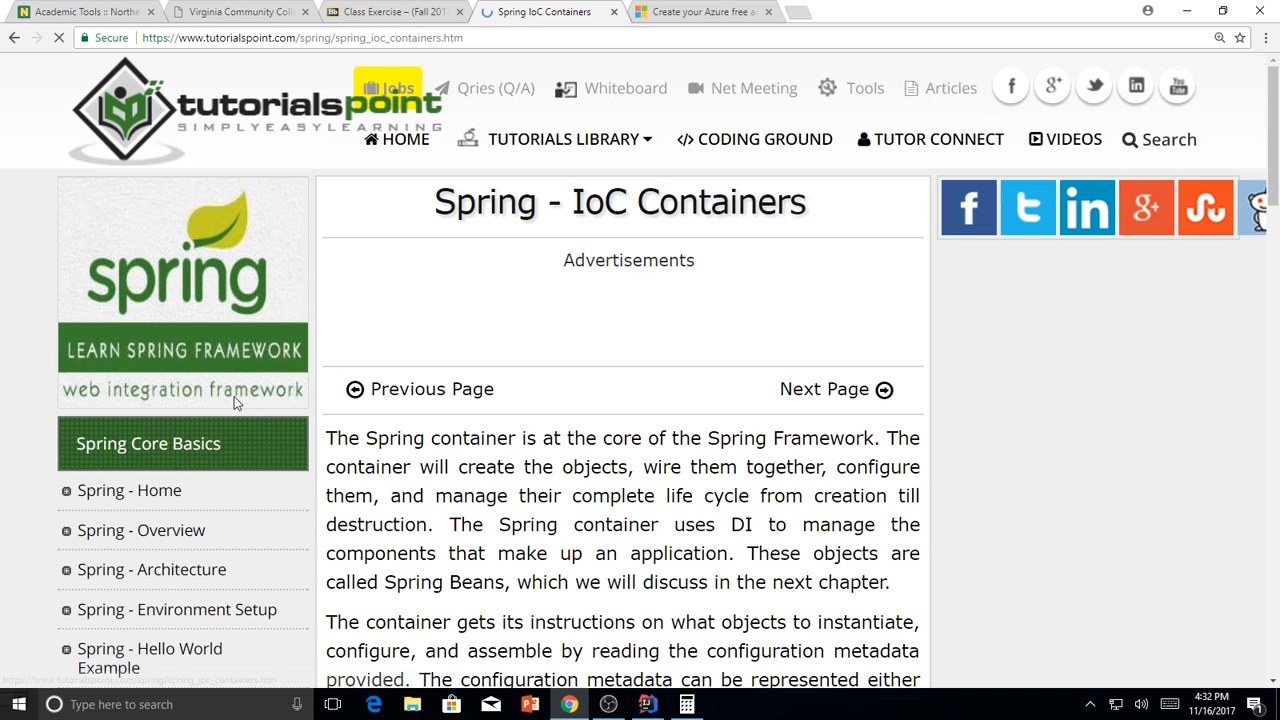 Academic Tools :: Northe
Virginia Community Coll
Class Exercise – (Fall 2017
Spring IoC Containers
Create your Azure free a
Secure
https://www.tutorialspoint.com/spring/spring_ioc_containers.htm
tutorialspoint
SIMPLYEASYLEARNING
Jobs
Qries (Q/A)
Whiteboard
Net Meeting
Tools
Articles
HOME
TUTORIALS LIBRARY
CODING GROUND
TUTOR CONNECT
VIDEOS
Search
spring
LEARN SPRING FRAMEWORK
web integration framework
Spring Core Basics
Spring - Home
Spring - Overview
Spring - Architecture
Spring - Environment Setup
Spring - Hello World
Example
Spring - IoC Containers
Advertisements
Previous Page
Next Page
The Spring container is at the core of the Spring Framework. The
container will create the objects, wire them together, configure
them, and manage their complete life cycle from creation till
destruction. The Spring container uses DI to manage the
components that make up an application. These objects are
called Spring Beans, which we will discuss in the next chapter.
The container gets its instructions on what objects to instantiate,
configure, and assemble by reading the configuration metadata
provided. The configuration metadata can be represented either
https://www.tutorialspoint.com/spring/spring_ioc_containers.htm
Type here to search
4:32 PM
11/16/2017